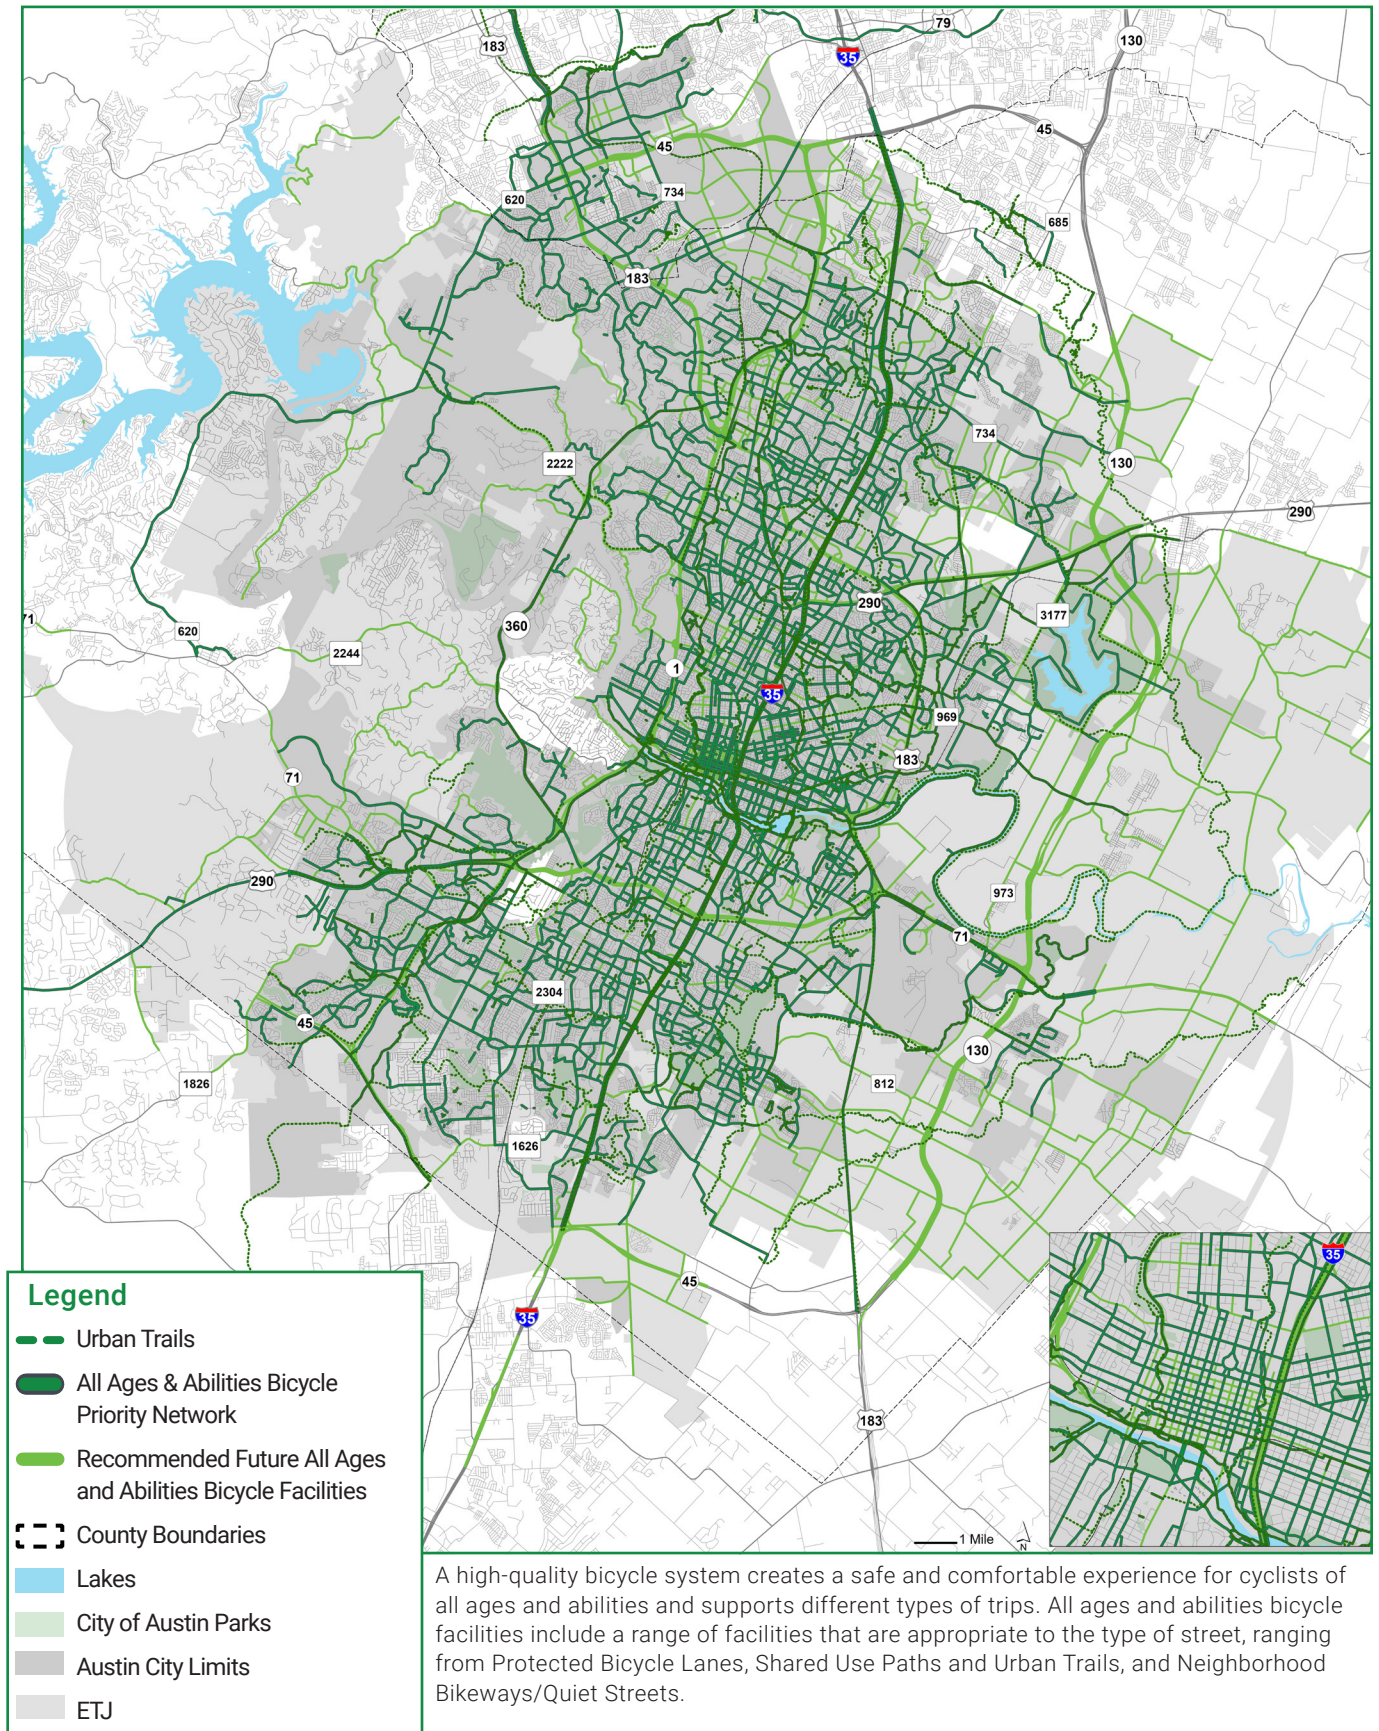 79
183
35
130
45
45
734
620
685
183
734
2222
130
290
290
71
3177
620
360
2244
1
35
969
183
71
290
973
71
2304
45
130
1826
812
1626
45
35
35
183
1 Mile
N
Legend
Urban Trails
All Ages & Abilities Bicycle
Priority Network
Recommended Future All Ages
and Abilities Bicycle Facilities
County Boundaries
Lakes
City of Austin Parks
Austin City Limits
ETJ
A high-quality bicycle system creates a safe and comfortable experience for cyclists of
all ages and abilities and supports different types of trips. All ages and abilities bicycle
facilities include a range of facilities that are appropriate to the type of street, ranging
from Protected Bicycle Lanes, Shared Use Paths and Urban Trails, and Neighborhood
Bikeways/Quiet Streets.